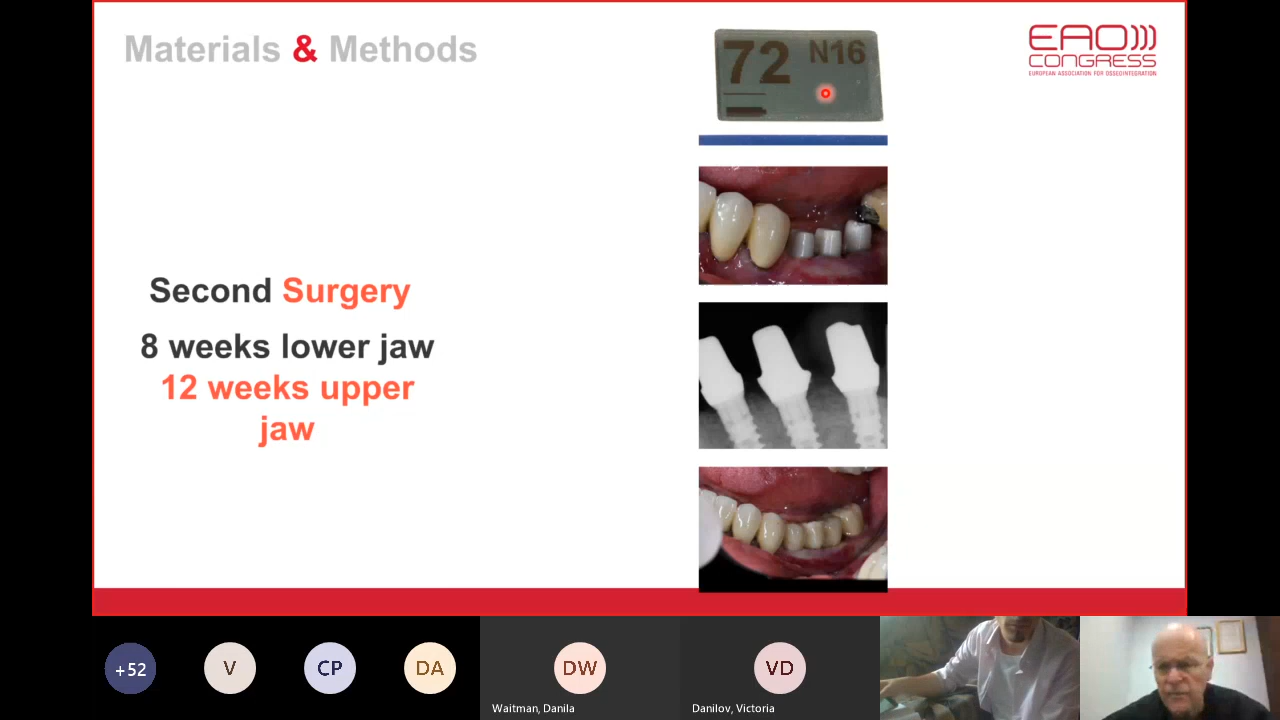 Materials & Methods
72 N16
EAO)))
CONGRESS
EUROPEAN ASSOCIATION FOR OSSEOINTEGRATION
Second Surgery
8 weeks lower jaw
12 weeks upper
jaw
+52
V
CP
DA
DW
VD
Waitman, Danila
Danilov, Victoria